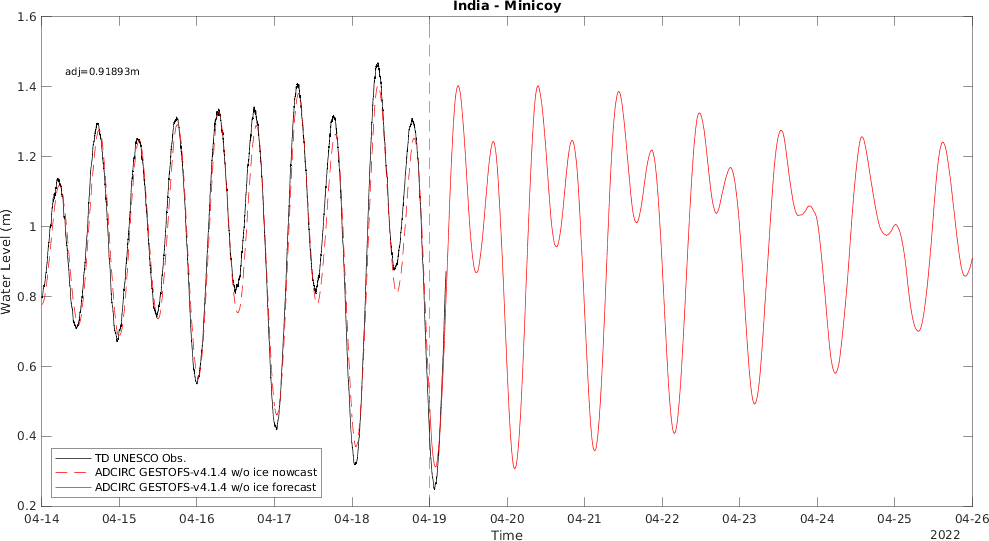 India - Minicoy
1.6
1.4
1.2
1
0.8
0.6
0.4
0.2
Water Level (m)
adj=0.91893m
TD UNESCO Obs.
ADCIRC GESTOFS-v4.1.4 w/o ice nowcast
ADCIRC GESTOFS-v4.1.4 w/o ice forecast
04-14 04-15 04-16 04-17 04-18 04-19 04-20 04-21 04-22 04-23 04-24 04-25 04-26
Time
2022